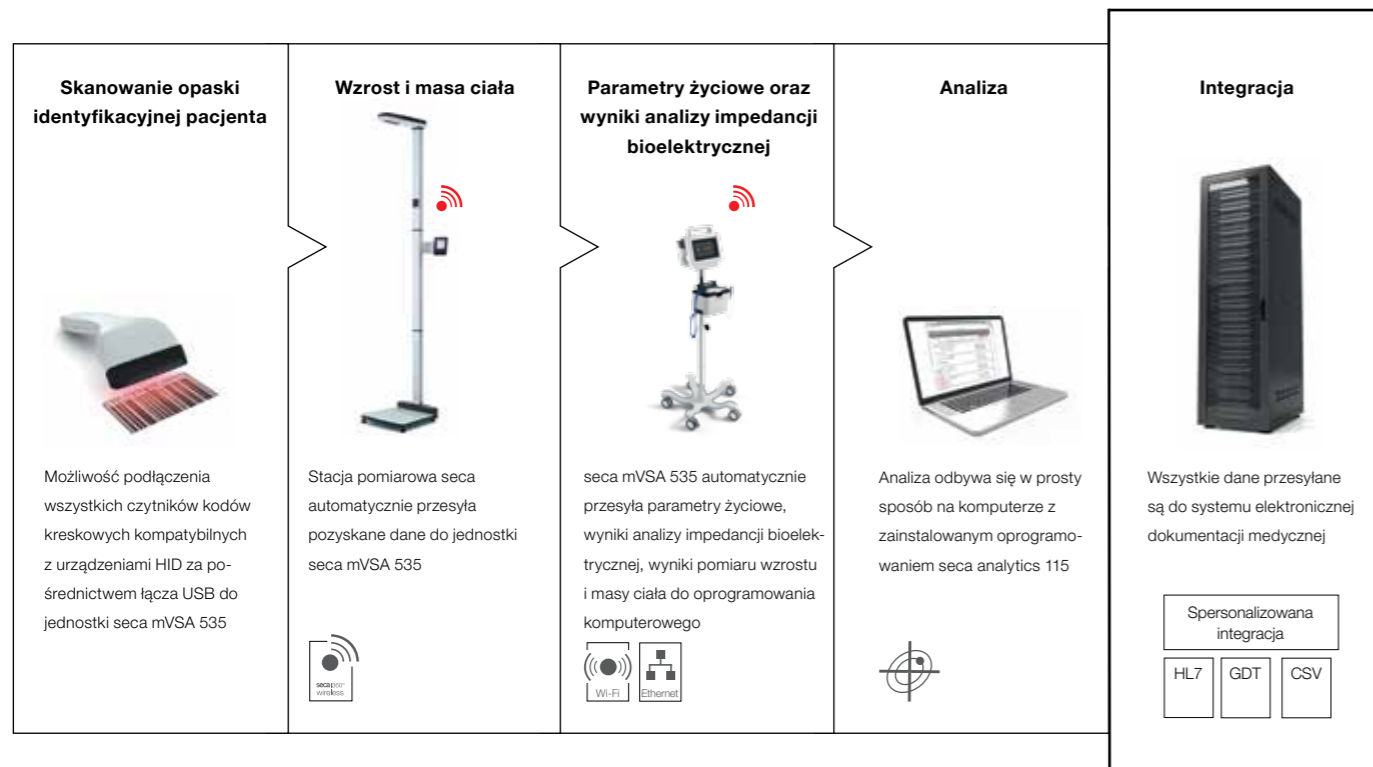 Skanowanie opaski
identyfikacyjnej pacjenta
Możliwość podłączenia
wszystkich czytników kodów
kreskowych kompatybilnych
z urządzeniami HID za po-
średnictwem łącza USB do
jednostki seca mVSA 535
Wzrost i masa ciała
Stacja pomiarowa seca
automatycznie przesyła
pozyskane dane do jednostki
seca mVSA 535
seca 360°
wireless
Parametry życiowe oraz
wyniki analizy impedancji
bioelektrycznej
seca mVSA 535 automatycznie
przesyła parametry życiowe,
wyniki analizy impedancji bioelek-
trycznej, wyniki pomiaru wzrostu
i masy ciała do oprogramowania
komputerowego
Wi-Fi
Ethernet
Analiza
Analiza odbywa się w prosty
sposób na komputerze z
zainstalowanym oprogramo-
waniem seca analytics 115
Integracja
Wszystkie dane przesyłane
są do systemu elektronicznej
dokumentacji medycznej
Spersonalizowana
integracja
HL7
GDT
CSV